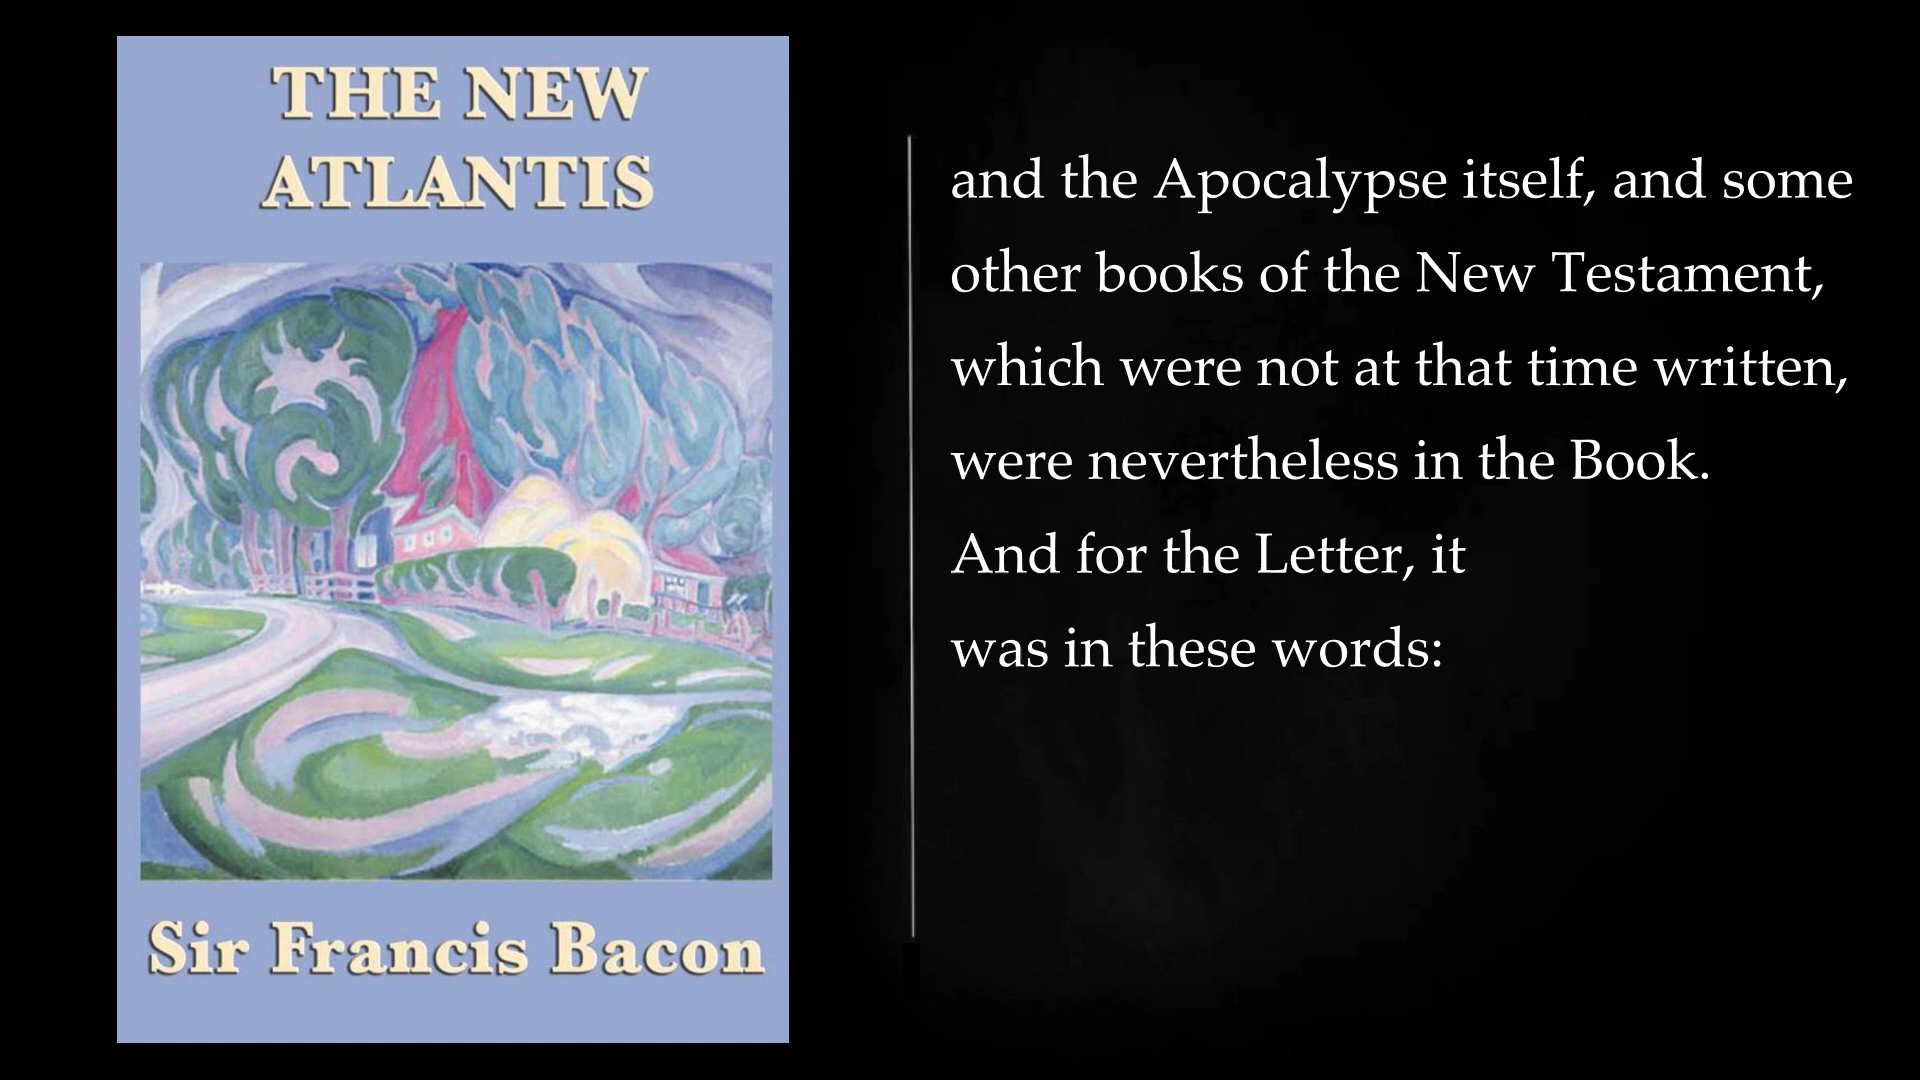 THE NEW
ATLANTIS
Sir Francis Bacon
and the Apocalypse itself, and some
other books of the New Testament,
which were not at that time written,
were nevertheless in the Book.
And for the Letter, it
was in these words: